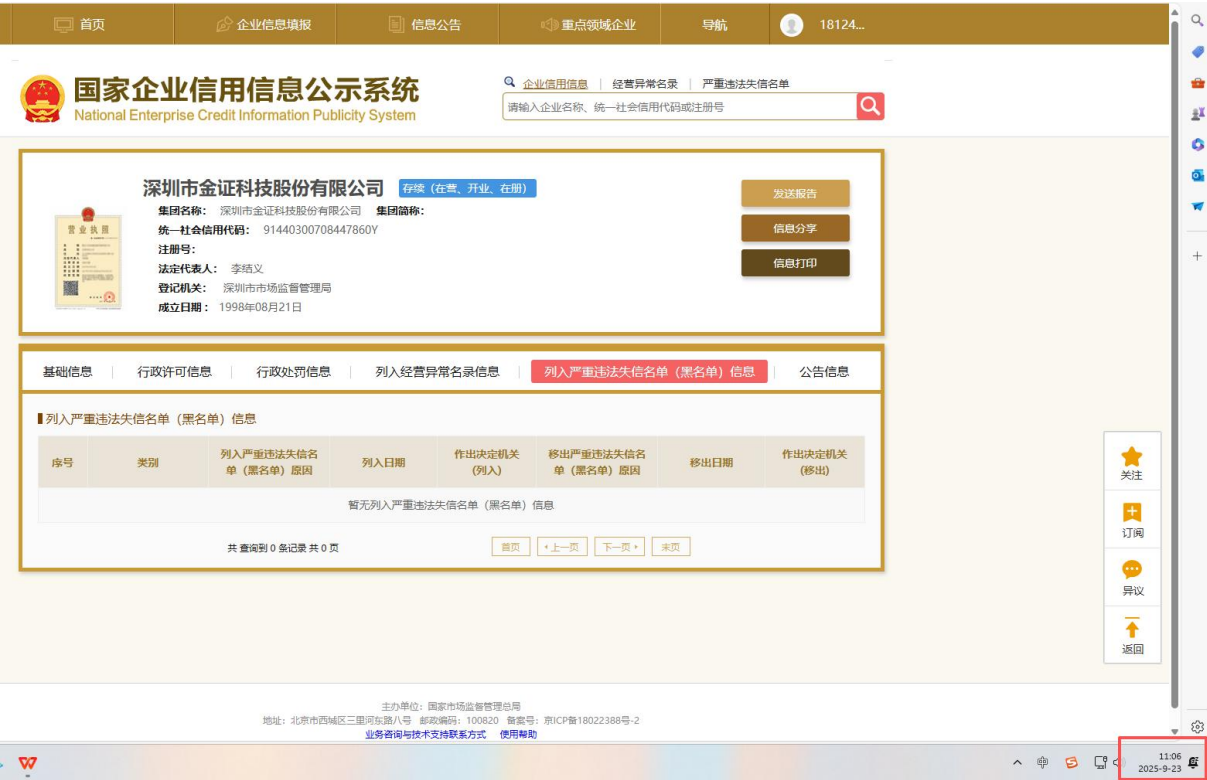 首页 企业信息填报 信息公告 重点领域企业 导航 18124...
国家企业信用信息公示系统
National Enterprise Credit Information Publicity System
企业信用信息 | 经营异常名录 | 严重违法失信名单
请输入企业名称、统一社会信用代码或注册号
深圳市金证科技股份有限公司 存续（在营、开业、在册）
集团名称： 深圳市金证科技股份有限公司 集团简称：
统一社会信用代码： 91440300708447860Y
注册号：
法定代表人： 李结义
登记机关： 深圳市市场监督管理局
成立日期： 1998年08月21日
营业执照
发送报告
信息分享
信息打印
基础信息 | 行政许可信息 | 行政处罚信息 | 列入经营异常名录信息 | 列入严重违法失信名单（黑名单）信息 | 公告信息
列入严重违法失信名单（黑名单）信息
序号 类别 列入严重违法失信名单（黑名单）原因 列入日期 作出决定机关(列入) 移出严重违法失信名单（黑名单）原因 移出日期 作出决定机关(移出)
暂无列入严重违法失信名单（黑名单）信息
共 查询到 0 条记录 共 0 页 首页 上一页 下一页 末页
关注
订阅
异议
返回
主办单位：国家市场监督管理总局
地址：北京市西城区三里河东路八号 邮政编码：100820 备案号：京ICP备18022388号-2
业务咨询与技术支持联系方式 使用帮助
中
11:06
2025-9-23